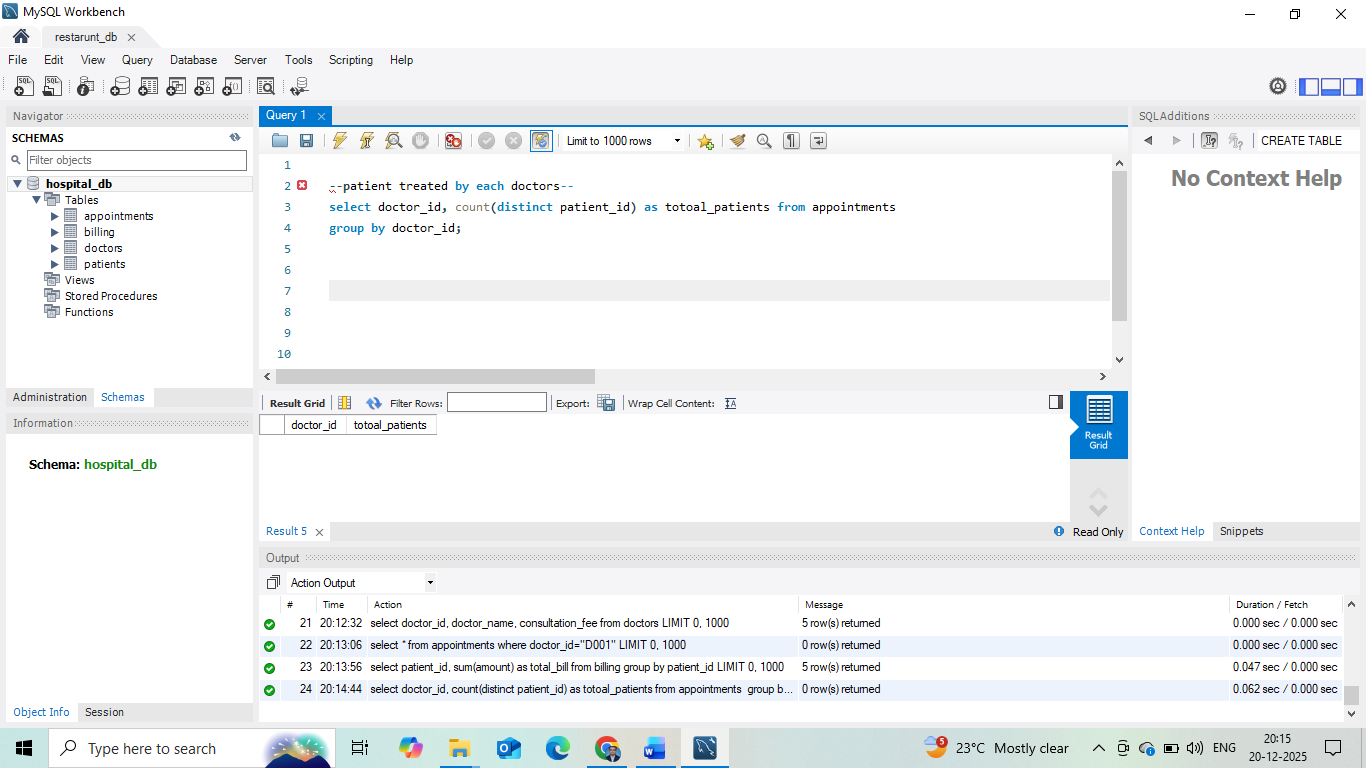 MySQL Workbench
restarunt_db
File Edit View Query Database Server Tools Scripting Help
Navigator
SCHEMAS
Filter objects
hospital_db
Tables
appointments
billing
doctors
patients
Views
Stored Procedures
Functions
Administration Schemas
Information
Schema: hospital_db
Object Info Session
Query 1
Limit to 1000 rows
1
2 --patient treated by each doctors--
3 select doctor_id, count(distinct patient_id) as totoal_patients from appointments
4 group by doctor_id;
5
6
7
8
9
10
Result Grid Filter Rows: Export: Wrap Cell Content:
doctor_id totoal_patients
Result Grid
Result 5
Read Only
SQLAdditions
CREATE TABLE
No Context Help
Context Help Snippets
Output
Action Output
# Time Action Message Duration / Fetch
21 20:12:32 select doctor_id, doctor_name, consultation_fee from doctors LIMIT 0, 1000 5 row(s) returned 0.000 sec / 0.000 sec
22 20:13:06 select * from appointments where doctor_id="D001" LIMIT 0, 1000 0 row(s) returned 0.000 sec / 0.000 sec
23 20:13:56 select patient_id, sum(amount) as total_bill from billing group by patient_id LIMIT 0, 1000 5 row(s) returned 0.047 sec / 0.000 sec
24 20:14:44 select doctor_id, count(distinct patient_id) as totoal_patients from appointments group b... 0 row(s) returned 0.062 sec / 0.000 sec
Type here to search
5
23°C Mostly clear
ENG
20:15
20-12-2025